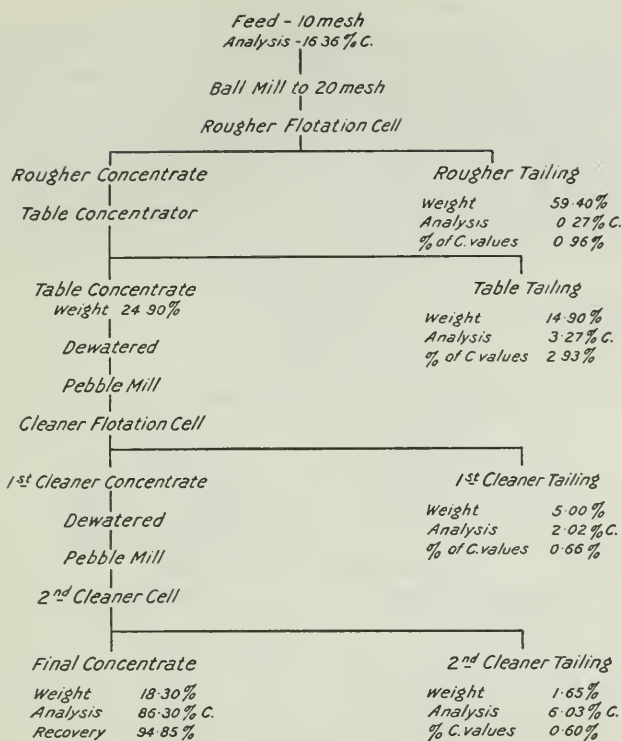 Feed - 10 mesh
Analysis - 16 36% C.
Ball Mill to 20 mesh
Rougher Flotation Cell
Rougher Concentrate
Table Concentrator
Rougher Tailing
Weight 59·40%
Analysis 0 27% C.
% of C. values 0 96%
Table Concentrate
Weight 24 90%
Dewatered
Pebble Mill
Cleaner Flotation Cell
Table Tailing
Weight 14·90%
Analysis 3·27% C.
% of C values 2 93%
1st Cleaner Concentrate
Dewatered
Pebble Mill
2nd Cleaner Cell
1st Cleaner Tailing
Weight 5·00%
Analysis 2·02% C.
% of C. values 0·66%
Final Concentrate
Weight 18·30%
Analysis 86·30% C.
Recovery 94·85%
2nd Cleaner Tailing
Weight 1·65%
Analysis 6·03% C.
% C. values 0·60%